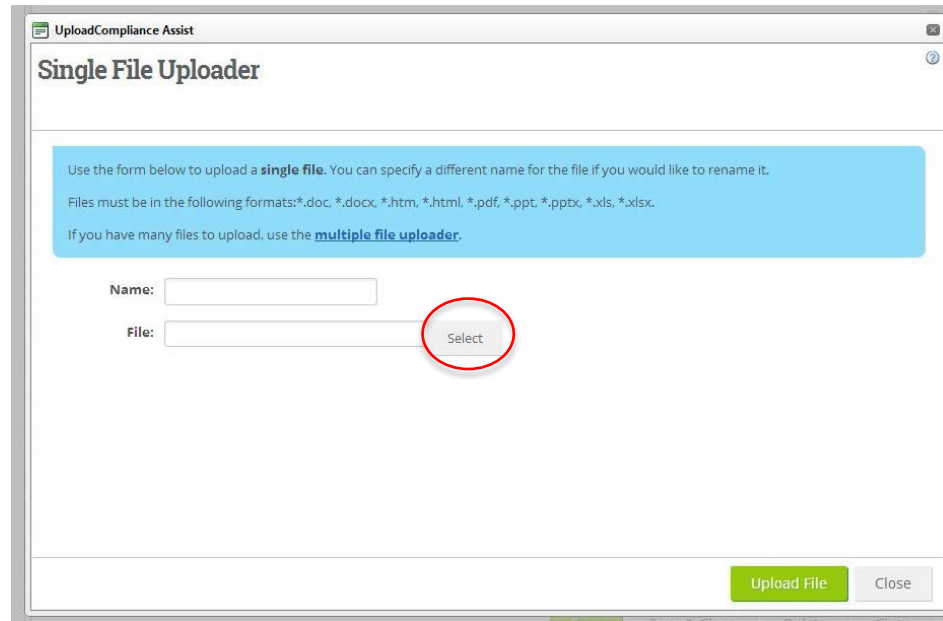 UploadCompliance Assist
Single File Uploader
Use the form below to upload a single file. You can specify a different name for the file if you would like to rename it.
Files must be in the following formats:*.doc, *.docx, *.htm, *.html, *.pdf, *.ppt, *.pptx, *.xls, *.xlsx.
If you have many files to upload, use the multiple file uploader.
Name:
File:
Select
Upload File
Close